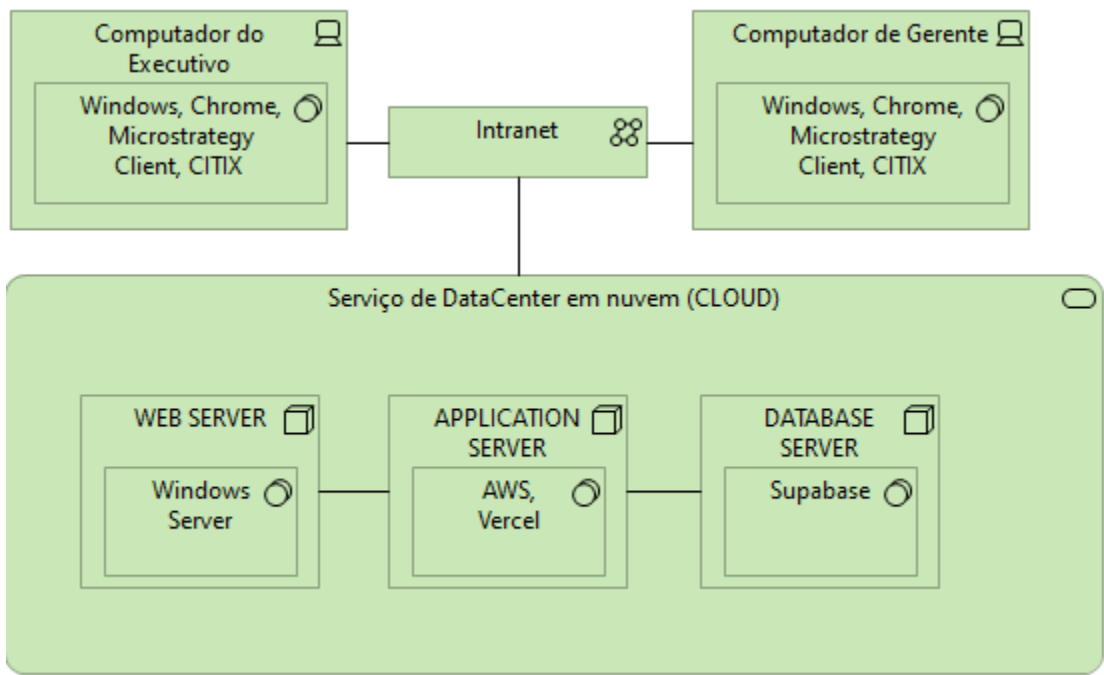 Computador do
Executivo
Windows, Chrome,
Microstrategy
Client, CITIX
Intranet
Computador de Gerente
Windows, Chrome,
Microstrategy
Client, CITIX
Serviço de DataCenter em nuvem (CLOUD)
WEB SERVER
Windows
Server
APPLICATION
SERVER
AWS,
Vercel
DATABASE
SERVER
Supabase